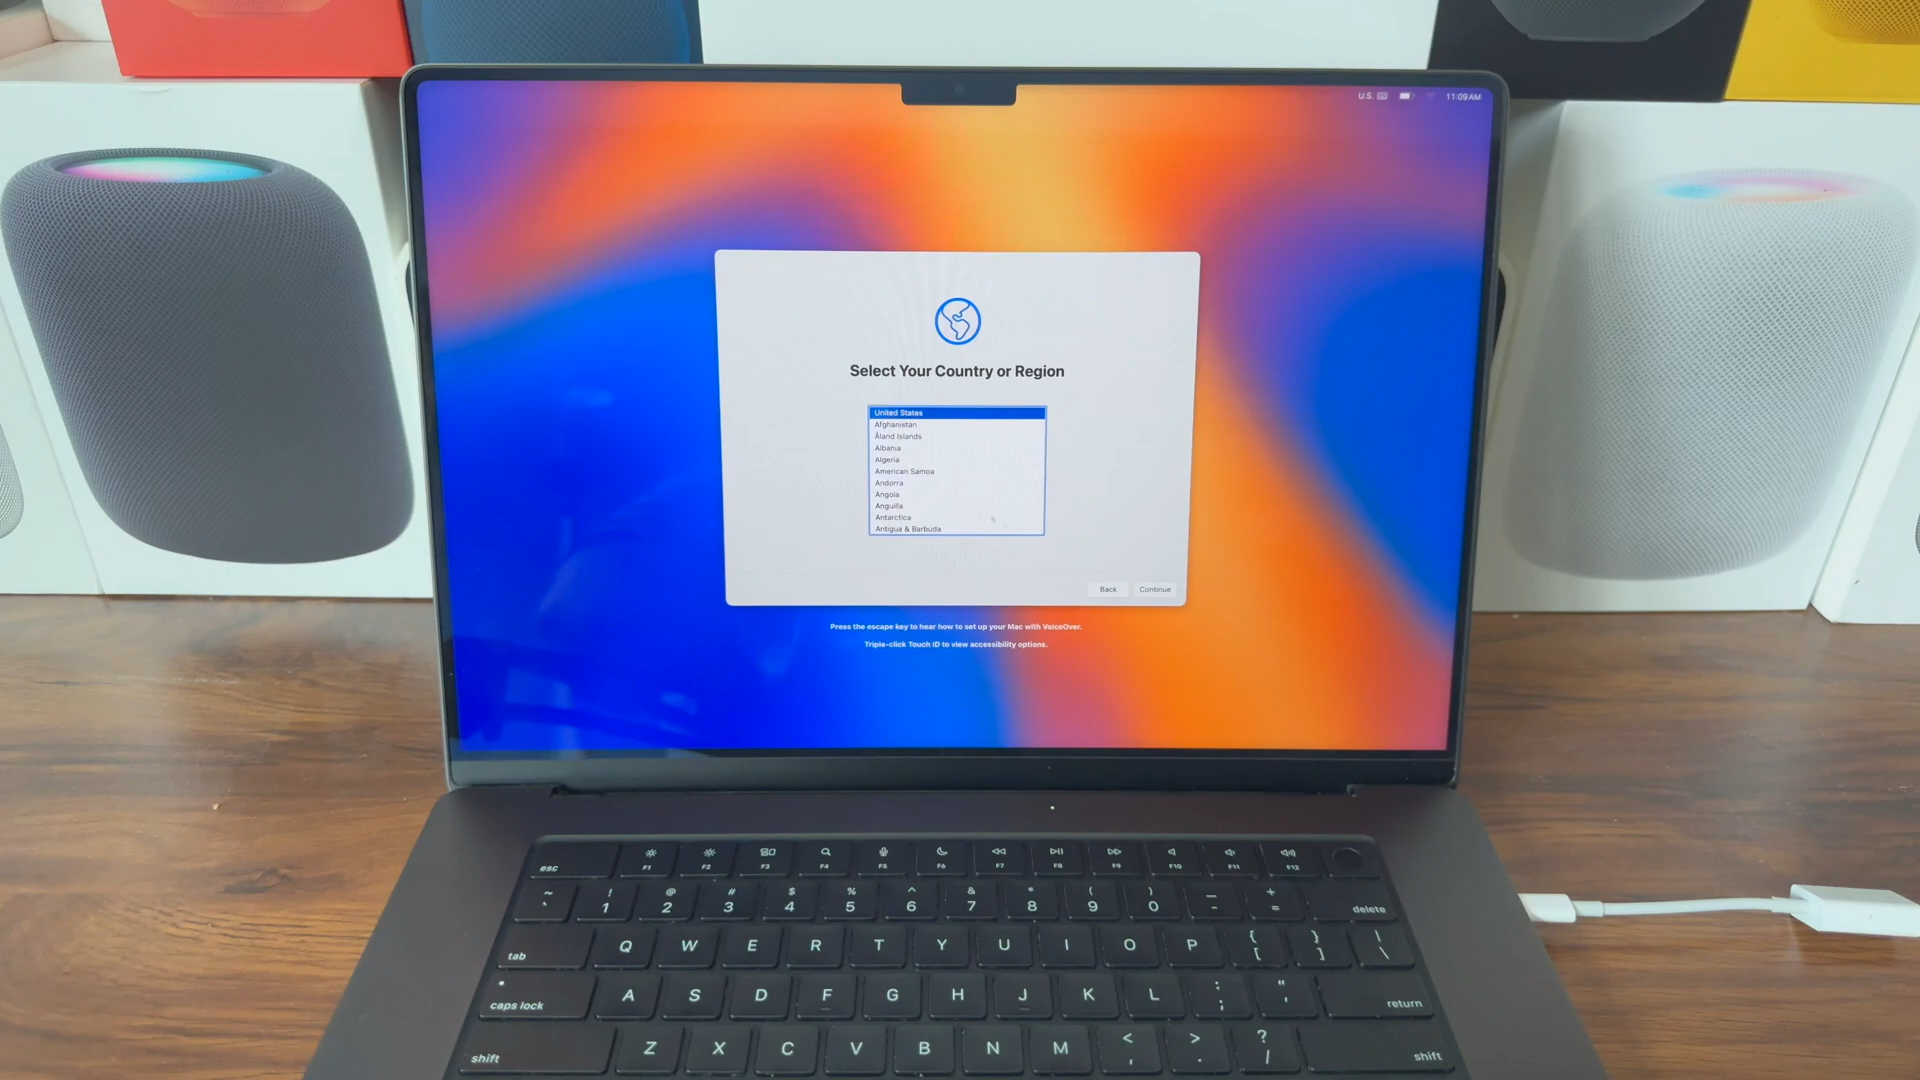 U.S. 11:09 AM
Select Your Country or Region
United States
Afghanistan
Åland Islands
Albania
Algeria
American Samoa
Andorra
Angola
Anguilla
Antarctica
Antigua & Barbuda
Back Continue
Press the escape key to hear how to set up your Mac with VoiceOver.
Triple-click Touch ID to view accessibility options.
esc F1 F2 F3 F4 F5 F6 F7 F8 F9 F10 F11 F12
~ ! @ # $ % ^ & * ( ) _ +
` 1 2 3 4 5 6 7 8 9 0 - = delete
tab Q W E R T Y U I O P { [ } ] | \
caps lock A S D F G H J K L : ; " ' return
shift Z X C V B N M < , > . ? / shift